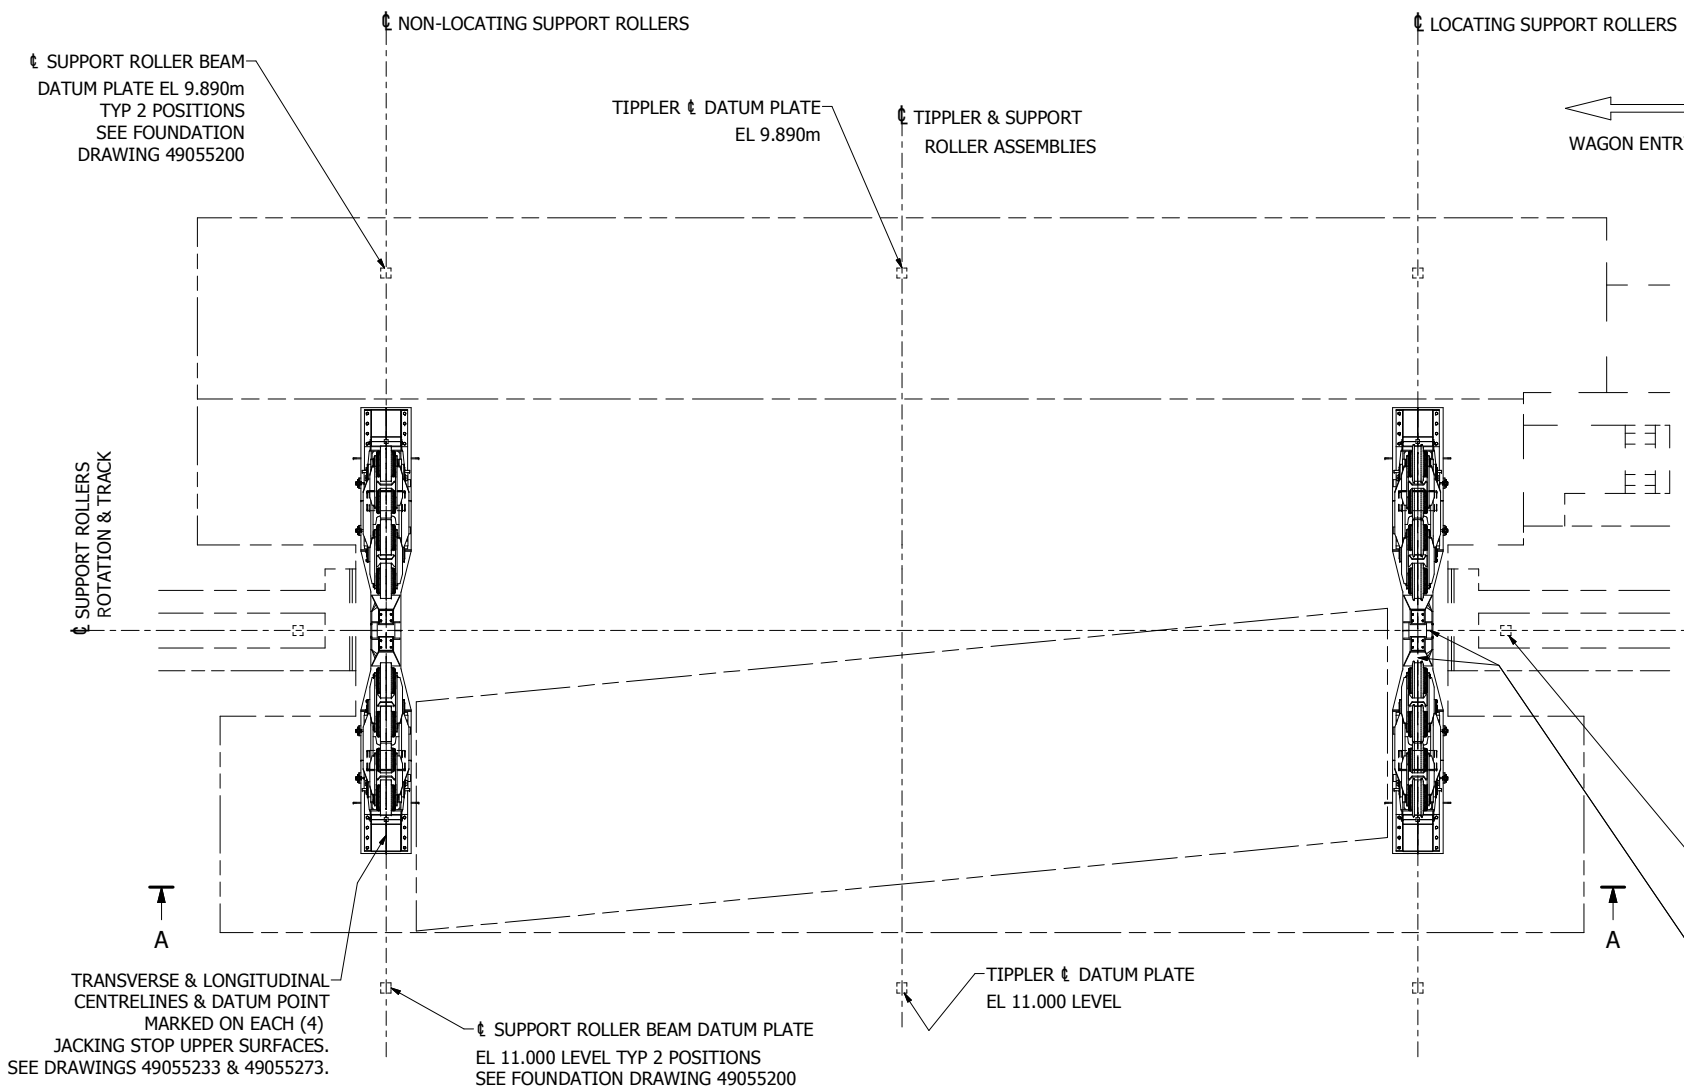 ℄ NON-LOCATING SUPPORT ROLLERS
℄ LOCATING SUPPORT ROLLERS
℄ SUPPORT ROLLER BEAM
DATUM PLATE EL 9.890m
TYP 2 POSITIONS
SEE FOUNDATION
DRAWING 49055200
TIPPLER ℄ DATUM PLATE
EL 9.890m
℄ TIPPLER & SUPPORT
ROLLER ASSEMBLIES
WAGON ENTR
℄ SUPPORT ROLLERS
ROTATION & TRACK
A
A
TRANSVERSE & LONGITUDINAL
CENTRELINES & DATUM POINT
MARKED ON EACH (4)
JACKING STOP UPPER SURFACES.
SEE DRAWINGS 49055233 & 49055273.
℄ SUPPORT ROLLER BEAM DATUM PLATE
EL 11.000 LEVEL TYP 2 POSITIONS
SEE FOUNDATION DRAWING 49055200
TIPPLER ℄ DATUM PLATE
EL 11.000 LEVEL